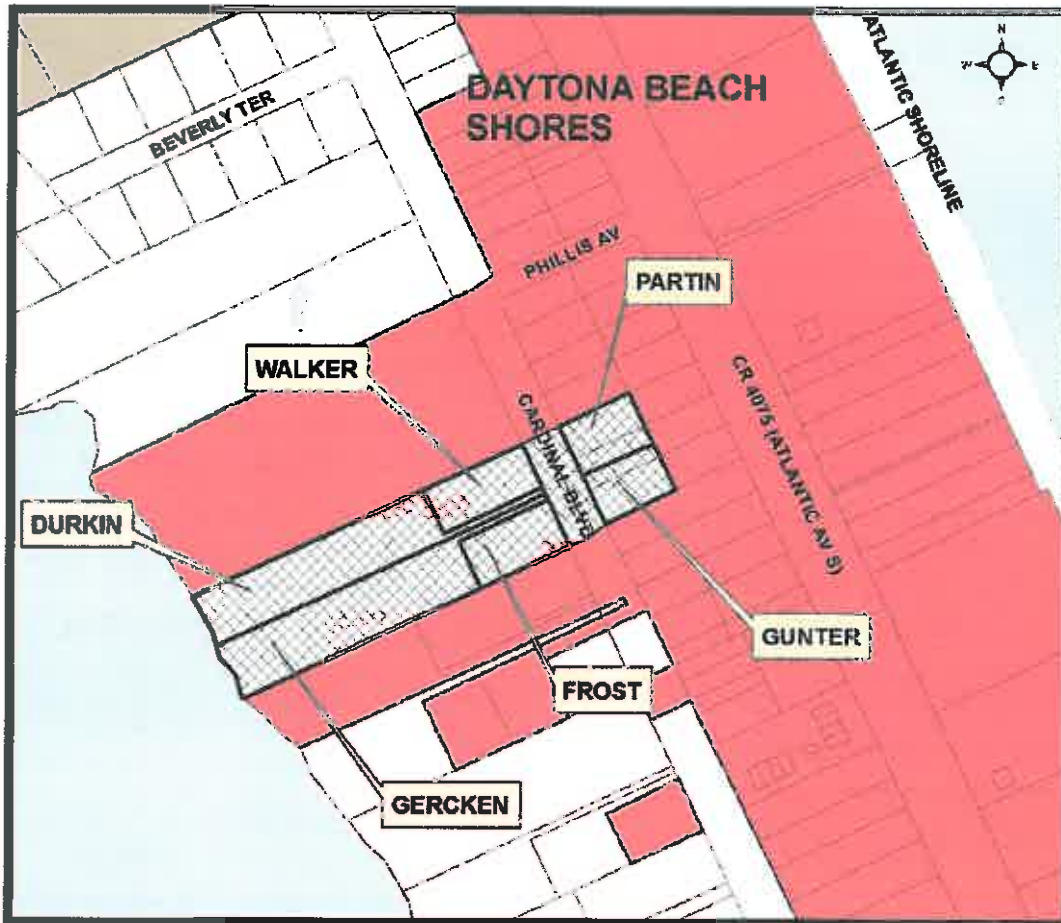 DAYTONA BEACH
SHORES
ATLANTIC SHORELINE
N
W
E
S
BEVERLY TER
PHILLIS AV
PARTIN
WALKER
CARDINAL BLVD
CR 4075 (ATLANTIC AV S)
DURKIN
GUNTER
FROST
GERCKEN